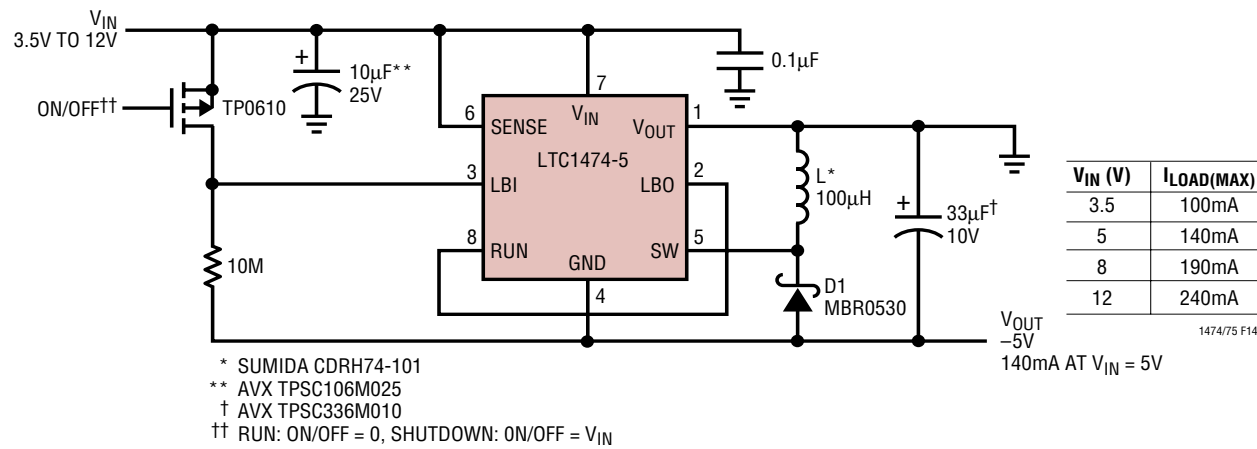 VIN
3.5V TO 12V
ON/OFF††
TP0610
+
10µF**
25V
0.1µF
7
6
SENSE
VIN
VOUT
1
LTC1474-5
3
LBI
LBO
2
8
RUN
GND
SW
5
4
10M
L*
100µH
+
33µF†
10V
D1
MBR0530
VOUT
–5V
140mA AT VIN = 5V
VIN (V) ILOAD(MAX)
3.5 100mA
5 140mA
8 190mA
12 240mA
1474/75 F14
* SUMIDA CDRH74-101
** AVX TPSC106M025
† AVX TPSC336M010
†† RUN: ON/OFF = 0, SHUTDOWN: 0N/OFF = VIN